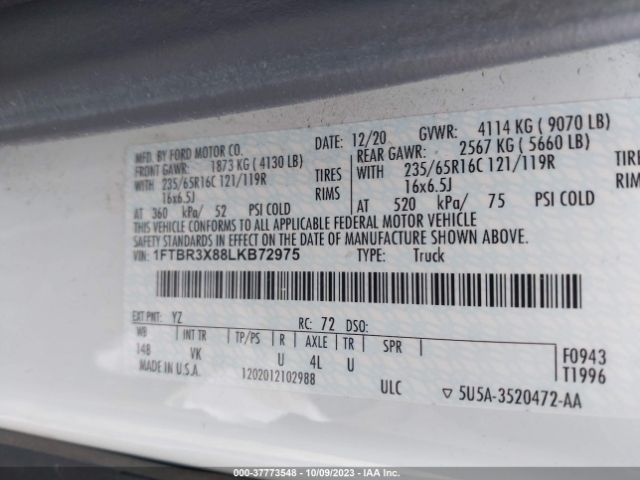 MFD. BY FORD MOTOR CO. DATE: 12/20 GVWR: 4114 KG ( 9070 LB)
FRONT GAWR: 1873 KG ( 4130 LB) REAR GAWR: 2567 KG ( 5660 LB)
WITH 235/65R16C 121/119R TIRES WITH 235/65R16C 121/119R
16x6.5J RIMS 16x6.5J
AT 360 kPa/ 52 PSI COLD AT 520 kPa/ 75 PSI COLD
THIS VEHICLE CONFORMS TO ALL APPLICABLE FEDERAL MOTOR VEHICLE
SAFETY STANDARDS IN EFFECT ON THE DATE OF MANUFACTURE SHOWN ABOVE.
VIN: 1FTBR3X88LKB72975 TYPE: Truck
EXT PNT: YZ RC: 72 DSO:
WB INT TR TP/PS R AXLE TR SPR F0943
148 VK U 4L U T1996
MADE IN U.S.A. 1202012102988 ULC ▽ 5U5A-3520472-AA
000-37773548 - 10/09/2023 - IAA Inc.